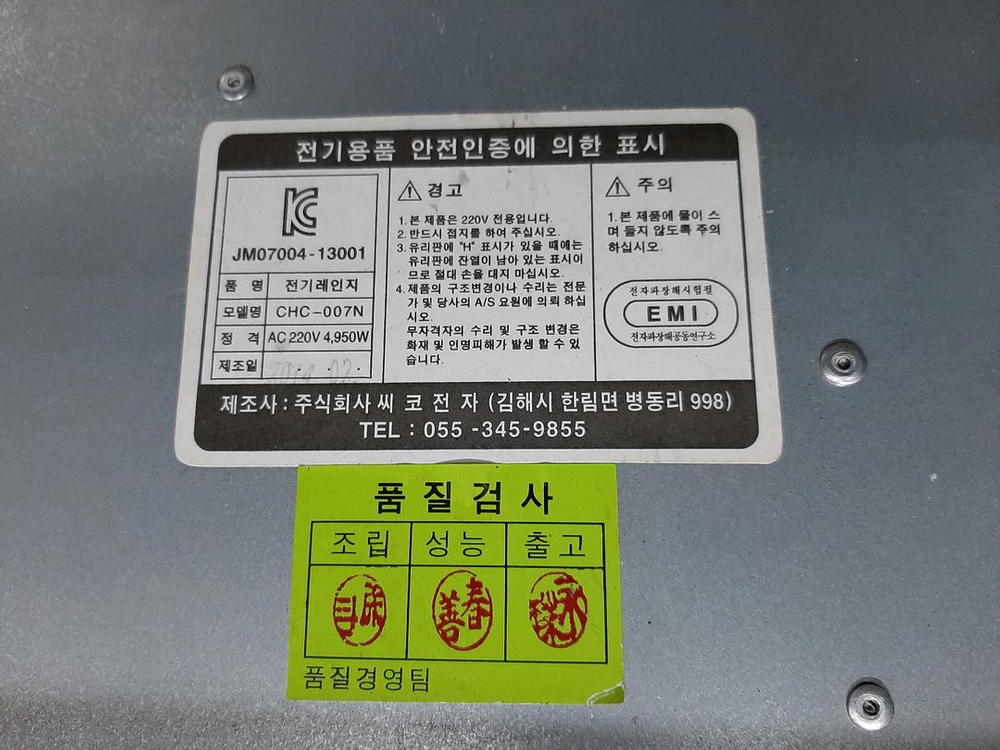 전기용품 안전인증에 의한 표시
KC
JM07004-13001
품 명 전기레인지
모델명 CHC-007N
정 격 AC 220V 4,950W
제조일
경고
1. 본 제품은 220V 전용입니다.
2. 반드시 접지를 하여 주십시오.
3. 유리판에 "H" 표시가 있을 때에는
유리판에 잔열이 남아 있는 표시이
므로 절대 손을 대지 마십시오.
4. 제품의 구조변경이나 수리는 전문
가 및 당사의 A/S 요원에 의뢰 하십
시오.
무자격자의 수리 및 구조 변경은
화재 및 인명피해가 발생 할 수 있
습니다.
주의
1. 본 제품에 물이 스
며 들지 않도록 주의
하십시오.
전자파장해시험필
EMI
전자파장해공동연구소
제조사 : 주식회사 씨 코 전 자 (김해시 한림면 병동리 998)
TEL : 055 -345-9855
품질검사
조립 성능 출고
善春
품질경영팀